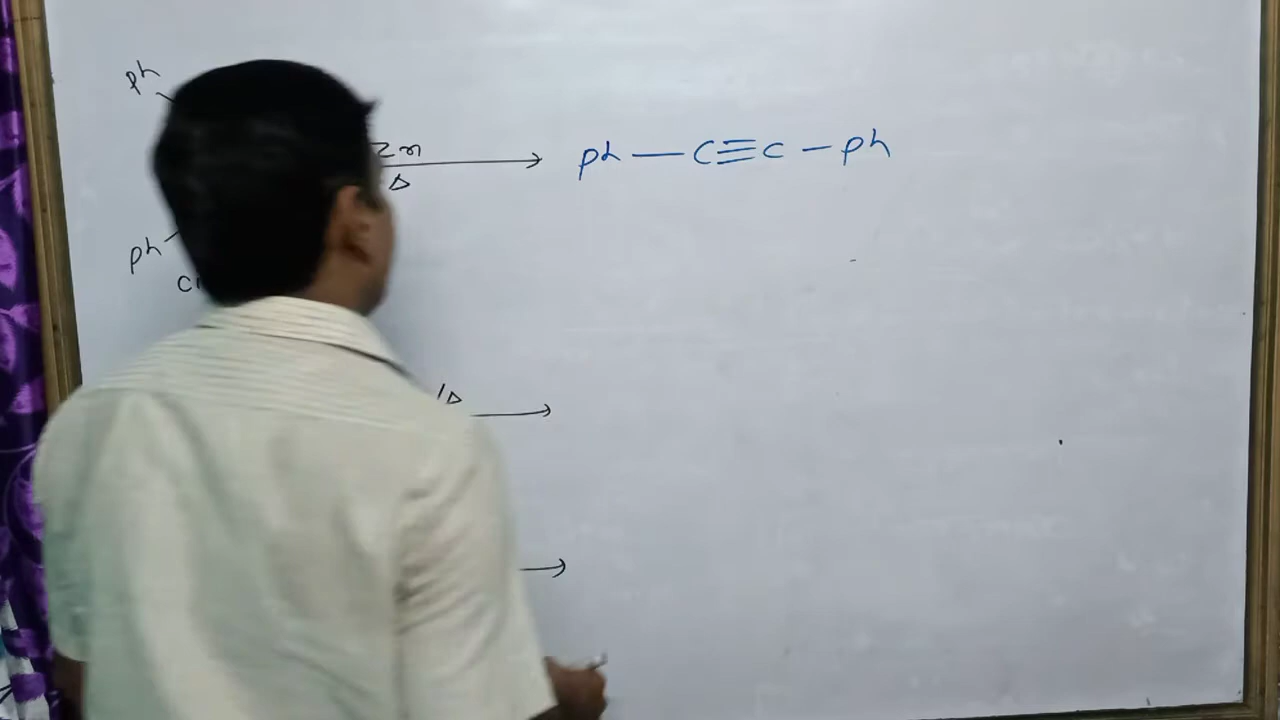 ph
Zn
Δ
ph — C≡C — ph
ph
/Δ